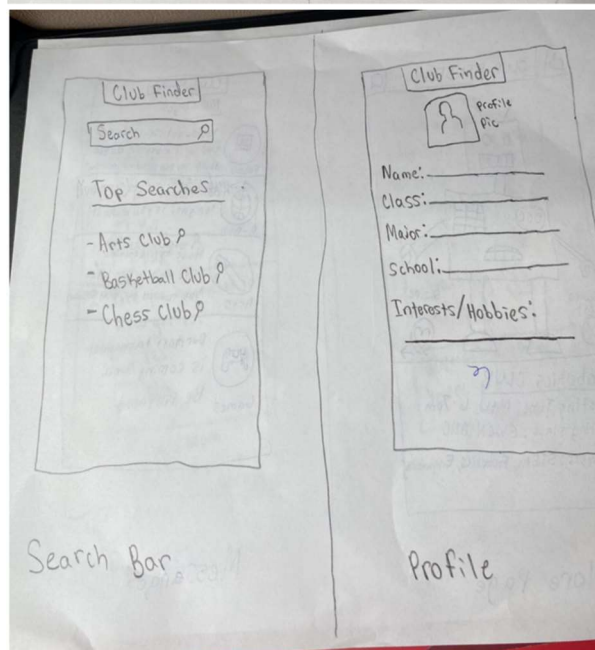 Club Finder
Search
Top Searches
- Arts Club
- Basketball Club
- Chess Club
Search Bar
Club Finder
Profile
Pic
Name:
Class:
Major:
School:
Interests/Hobbies:
Profile